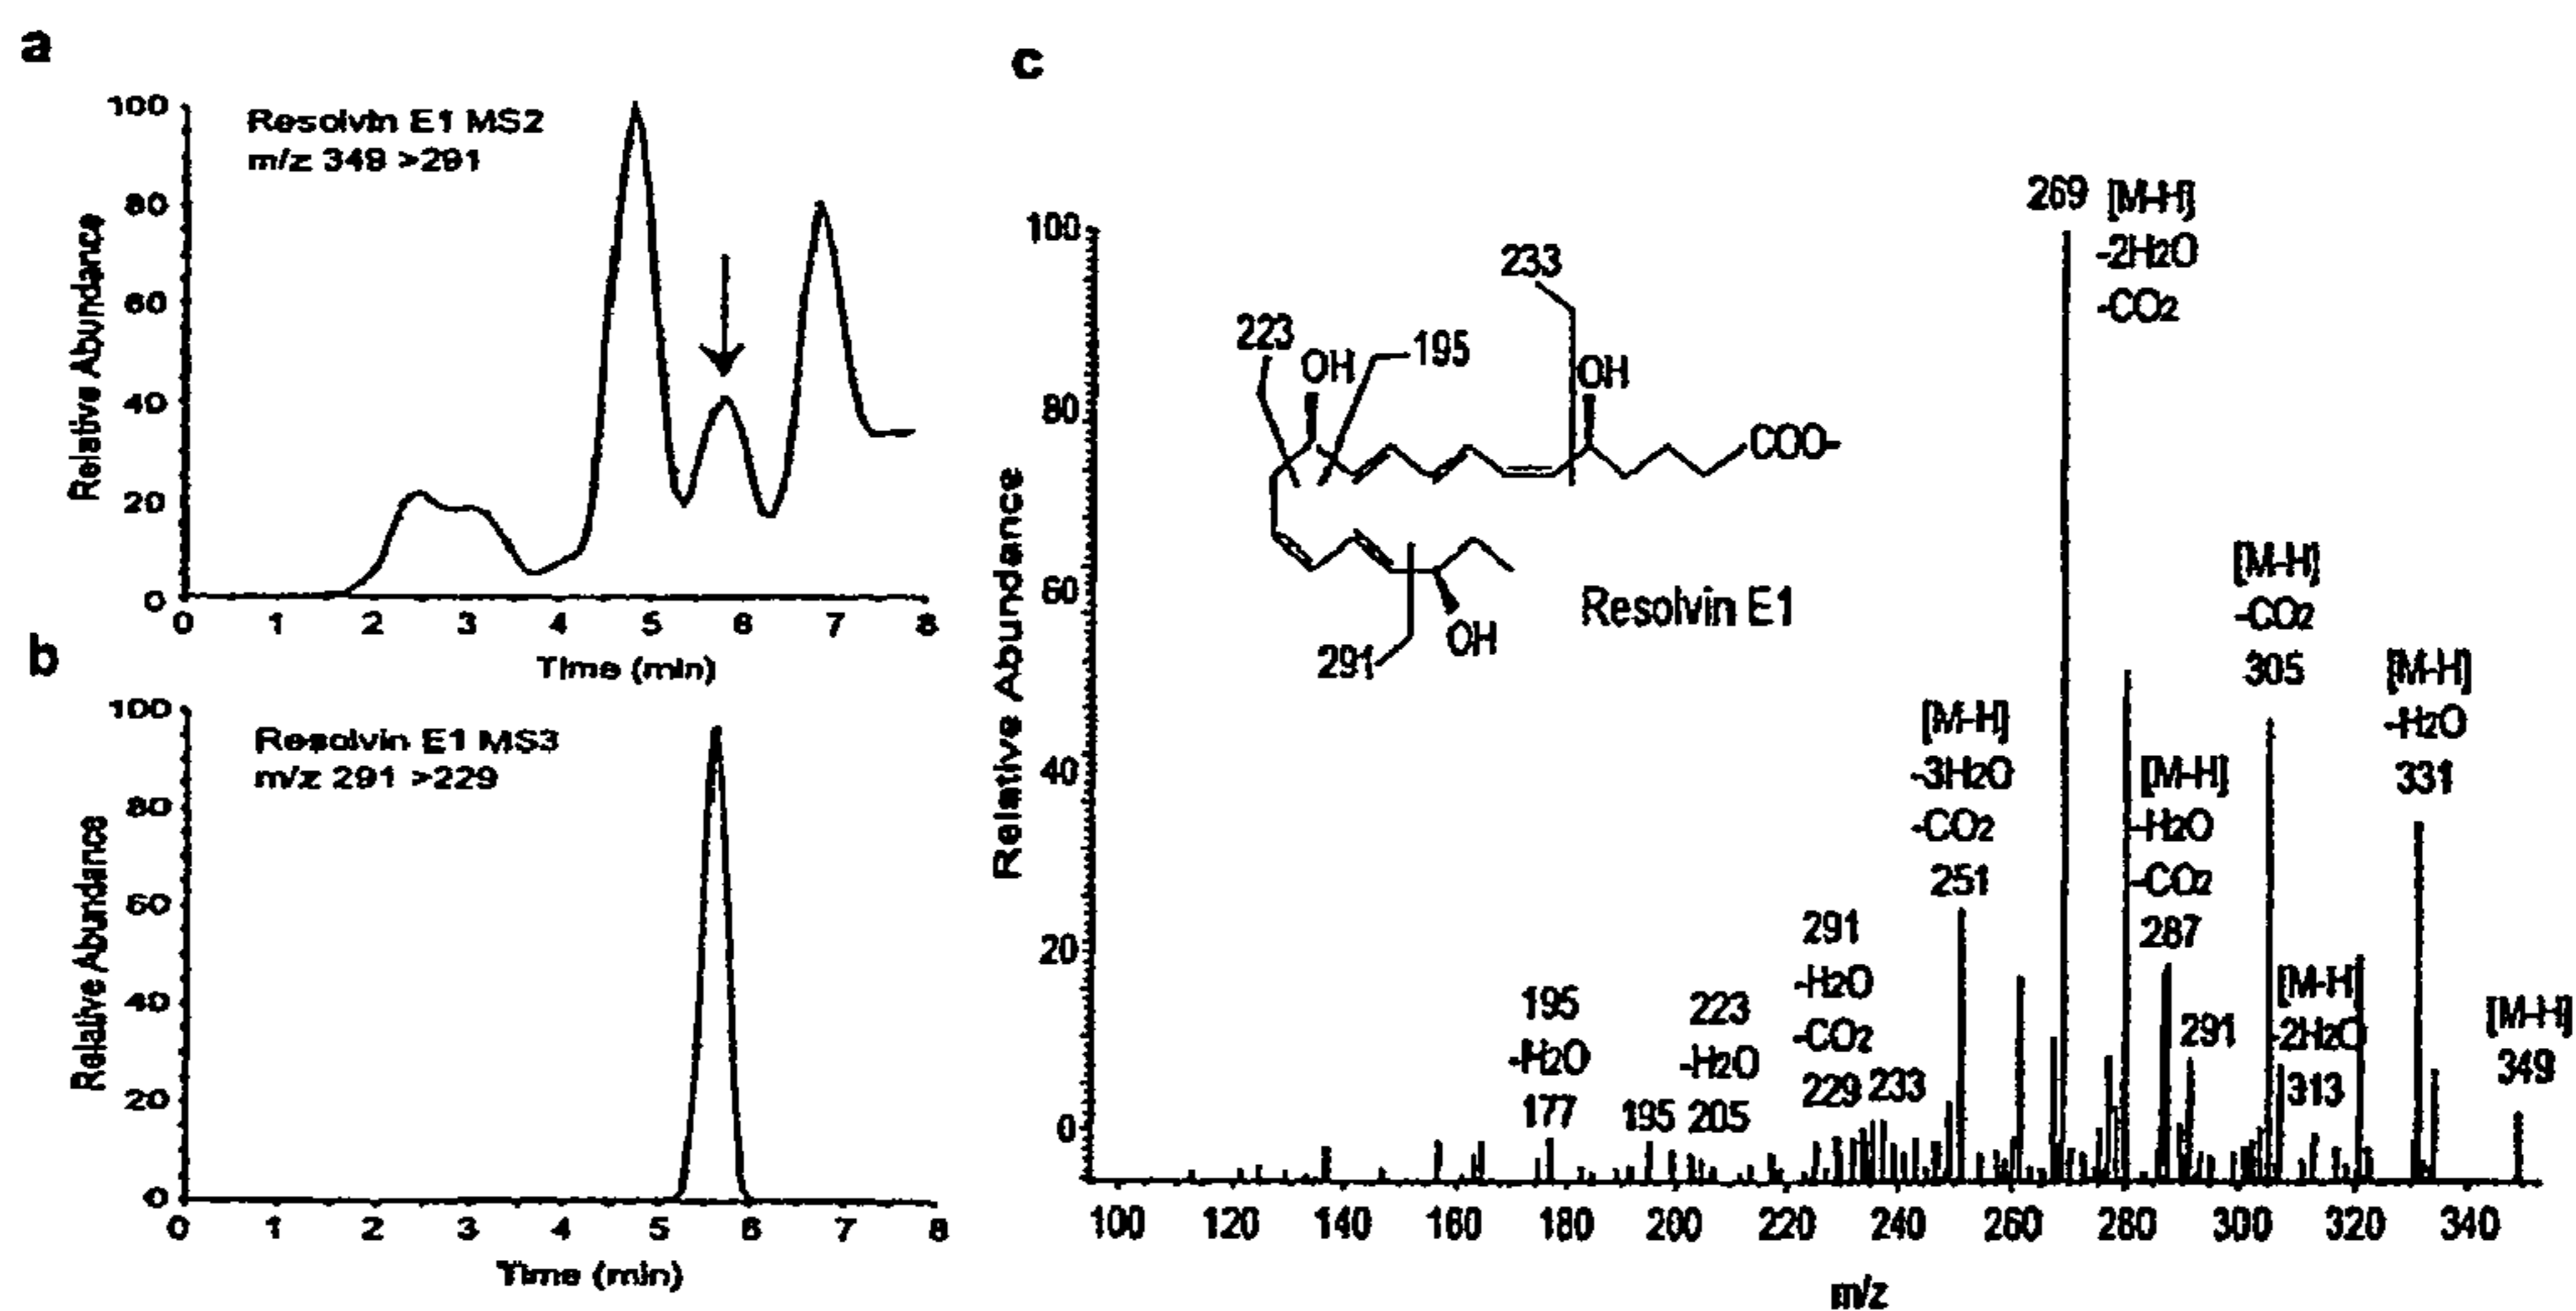 a
Resolvin E1 MS2
m/z 349 >291
100
80
60
40
20
0
Relative Abundance
0 1 2 3 4 5 6 7 8
Time (min)
b
Resolvin E1 MS3
m/z 291 >229
100
80
60
40
20
0
Relative Abundance
0 1 2 3 4 5 6 7 8
Time (min)
c
100
80
60
40
20
0
Relative Abundance
233
223
OH
195
OH
COO-
OH
291
Resolvin E1
195
-H2O
177
195
223
-H2O
205
291
-H2O
-CO2
229
233
[M-H]
-3H2O
-CO2
251
269
[M-H]
-2H2O
-CO2
[M-H]
-H2O
-CO2
287
291
[M-H]
-CO2
305
[M-H]
-2H2O
313
[M-H]
-H2O
331
[M-H]
349
100 120 140 160 180 200 220 240 260 280 300 320 340
m/z